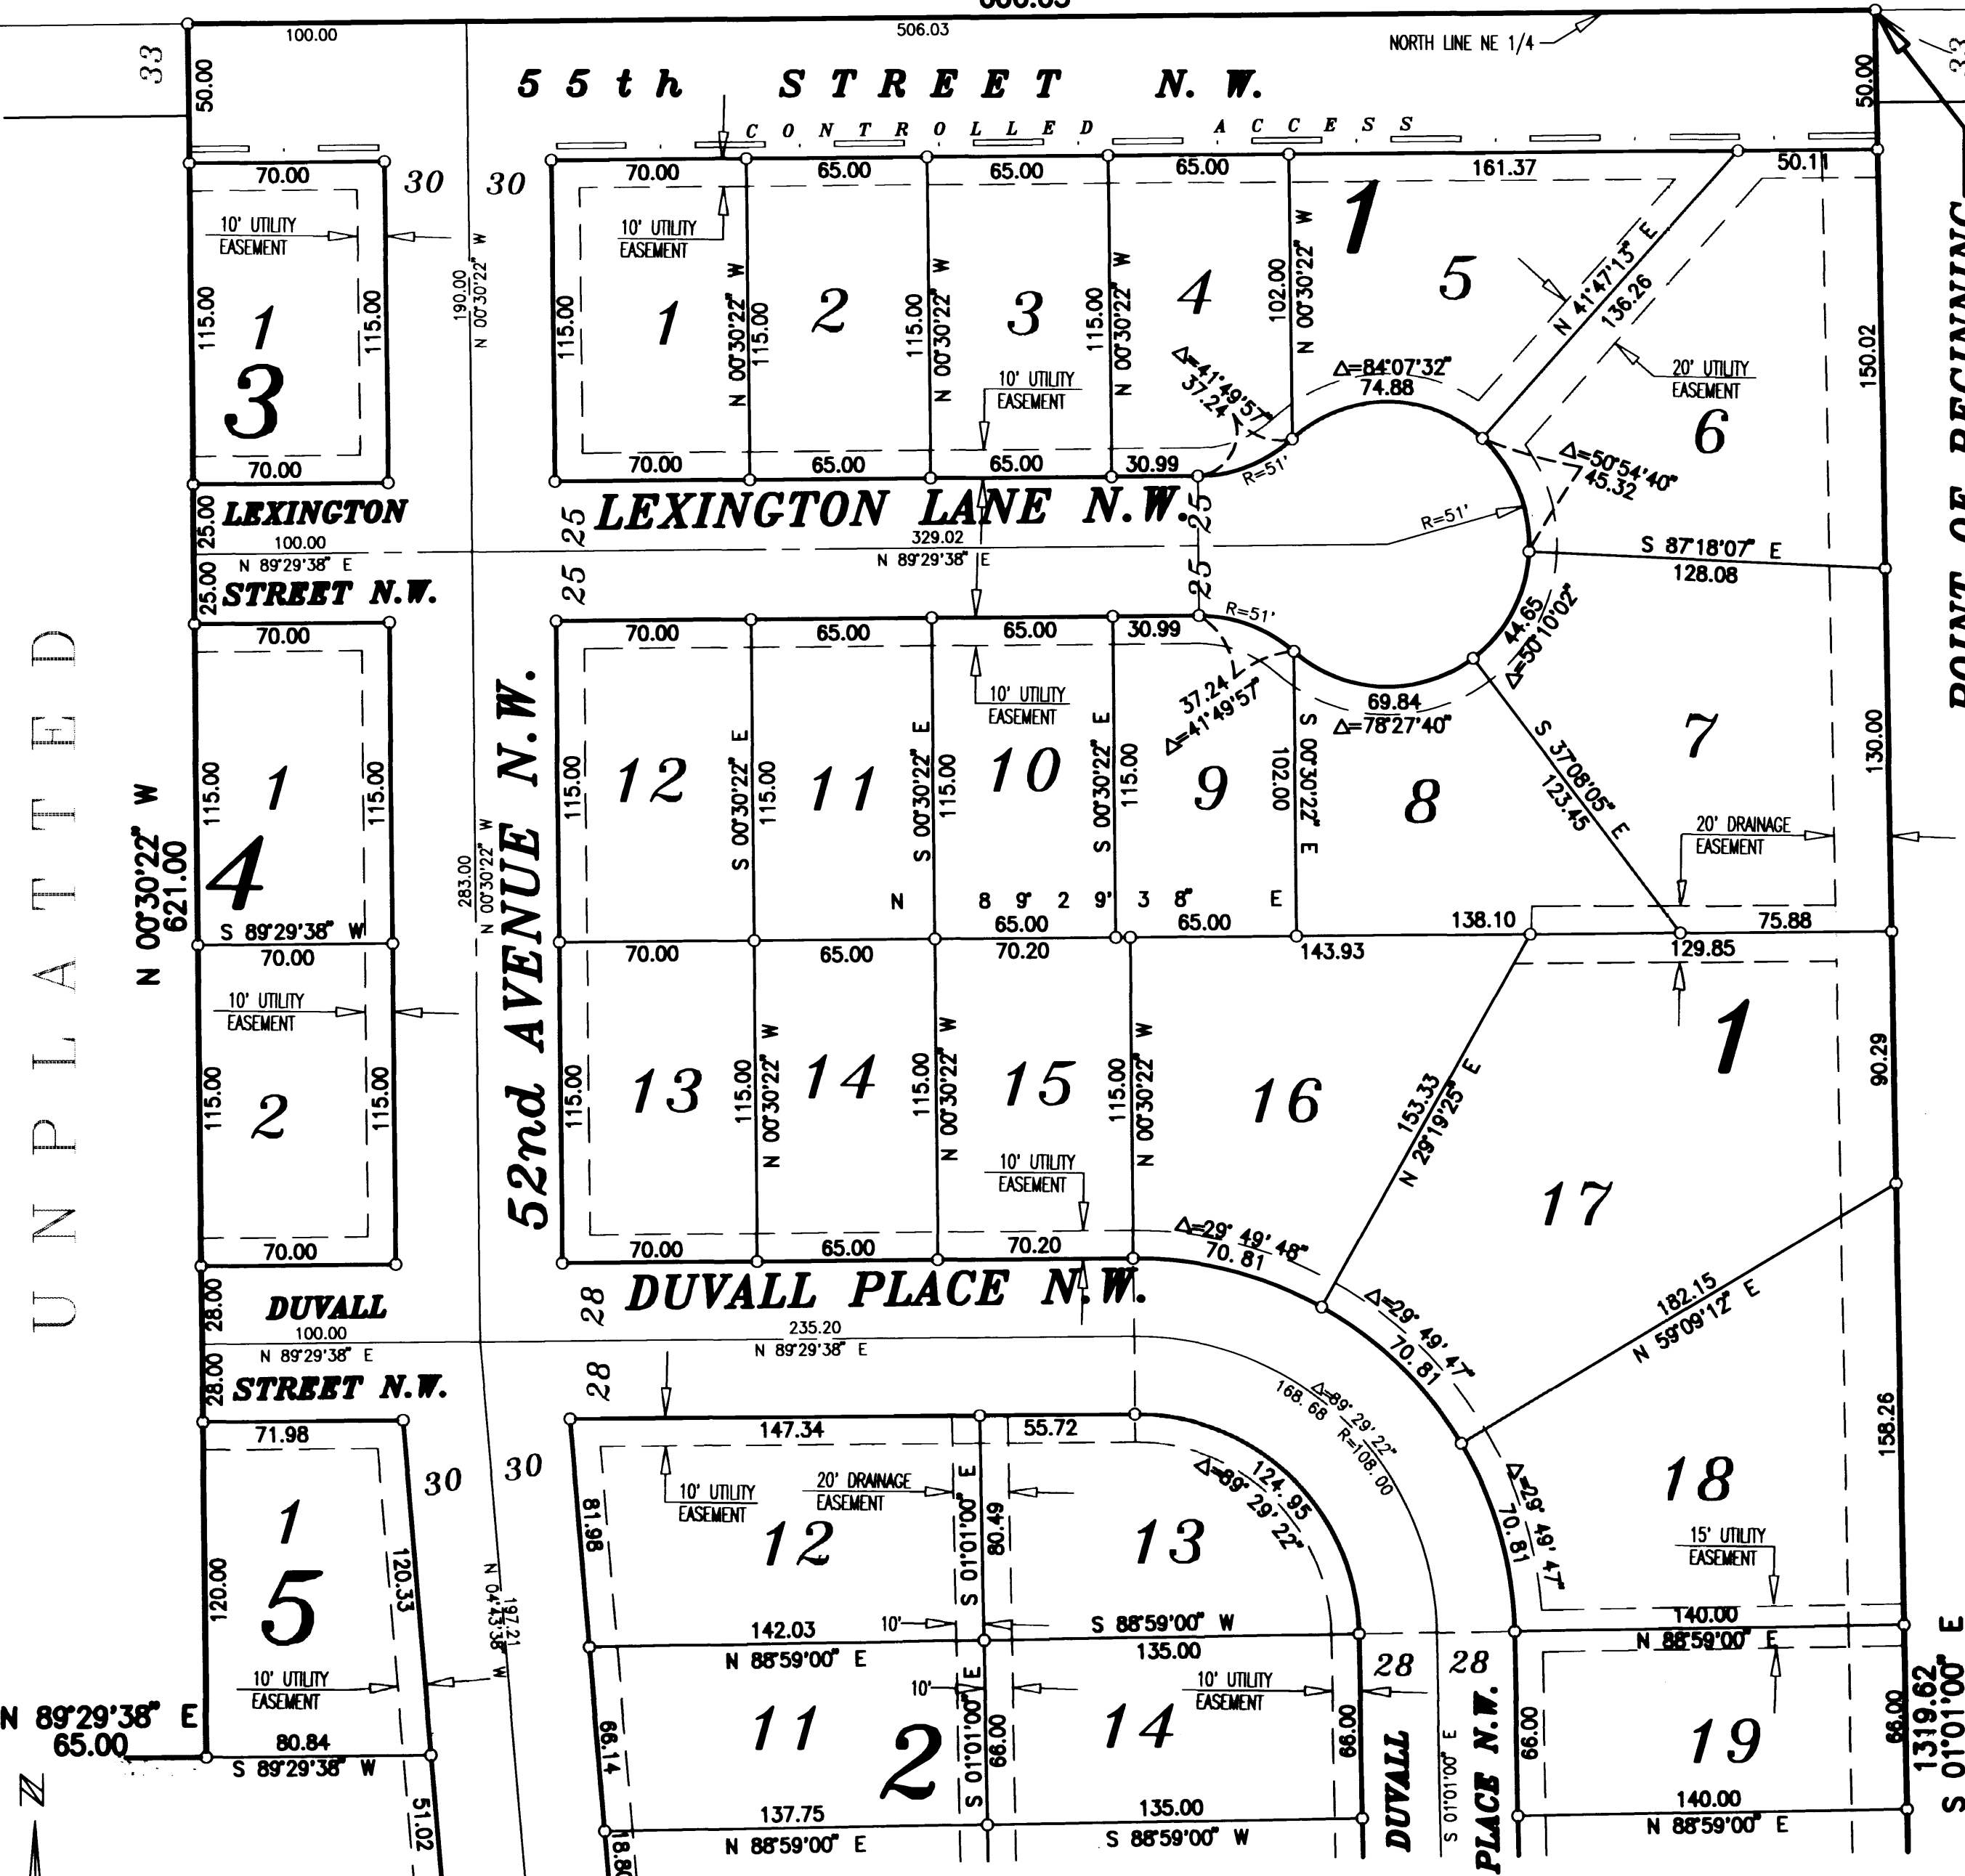 100.00
506.03
NORTH LINE NE 1/4
33
50.00
50.00
33
55th STREET N.W.
CONTROLLED ACCESS
70.00
30
30
70.00
65.00
65.00
65.00
161.37
50.11
10' UTILITY
EASEMENT
115.00
1
3
115.00
70.00
190.00
N 00°30'22" W
10' UTILITY
EASEMENT
115.00
1
N 00°30'22" W
115.00
2
115.00
N 00°30'22" W
3
115.00
N 00°30'22" W
4
102.00
N 00°30'22" W
1
5
N 41°47'13" E
136.26
20' UTILITY
EASEMENT
6
150.02
POINT OF BEGINNING
10' UTILITY
EASEMENT
Δ=41°49'57"
37.24
Δ=84°07'32"
74.88
Δ=50°54'40"
45.32
70.00
65.00
65.00
30.99
R=51'
25.00
LEXINGTON
100.00
N 89°29'38" E
25.00
STREET N.W.
25
25
LEXINGTON LANE N.W.
329.02
N 89°29'38" E
25
25
R=51'
S 87°18'07" E
128.08
70.00
70.00
65.00
65.00
30.99
R=51'
44.65
Δ=50°10'02"
10' UTILITY
EASEMENT
37.24
Δ=41°49'57"
69.84
Δ=78°27'40"
UNPLATTED
N 00°30'22" W
621.00
115.00
1
4
115.00
S 89°29'38" W
70.00
283.00
N 00°30'22" W
52nd AVENUE N.W.
115.00
12
S 00°30'22" E
115.00
11
S 00°30'22" E
115.00
10
S 00°30'22" E
115.00
9
102.00
S 00°30'22" E
8
S 37°08'05" E
123.45
7
20' DRAINAGE
EASEMENT
130.00
N 89°29'38" E
65.00
65.00
138.10
75.88
70.00
65.00
70.20
143.93
129.85
10' UTILITY
EASEMENT
115.00
2
115.00
70.00
115.00
13
115.00
N 00°30'22" W
14
115.00
N 00°30'22" W
15
115.00
N 00°30'22" W
16
10' UTILITY
EASEMENT
153.33
N 29°19'25" E
1
17
90.29
70.00
65.00
70.20
Δ=29°49'48"
70.81
28.00
DUVALL
100.00
N 89°29'38" E
28.00
STREET N.W.
28
28
DUVALL PLACE N.W.
235.20
N 89°29'38" E
Δ=29°49'47"
70.81
182.15
N 59°09'12" E
168.68
Δ=89°29'22"
R=108.00
158.26
71.98
30
30
147.34
55.72
1
5
120.00
120.33
10' UTILITY
EASEMENT
197.21
N 04°43'38" W
81.98
10' UTILITY
EASEMENT
20' DRAINAGE
EASEMENT
12
S 01°01'00" E
80.49
13
124.95
Δ=89°29'22"
18
Δ=29°49'47"
70.81
15' UTILITY
EASEMENT
142.03
N 88°59'00" E
10'
S 88°59'00" W
135.00
140.00
N 88°59'00" E
N 89°29'38" E
65.00
80.84
S 89°29'38" W
51.02
66.14
11
2
10'
S 01°01'00" E
66.00
14
10' UTILITY
EASEMENT
66.00
28
28
DUVALL
PLACE N.W.
S 01°01'00" E
66.00
19
66.00
1319.62
S 01°01'00" E
N
18.80
137.75
N 88°59'00" E
135.00
S 88°59'00" W
140.00
N 88°59'00" E